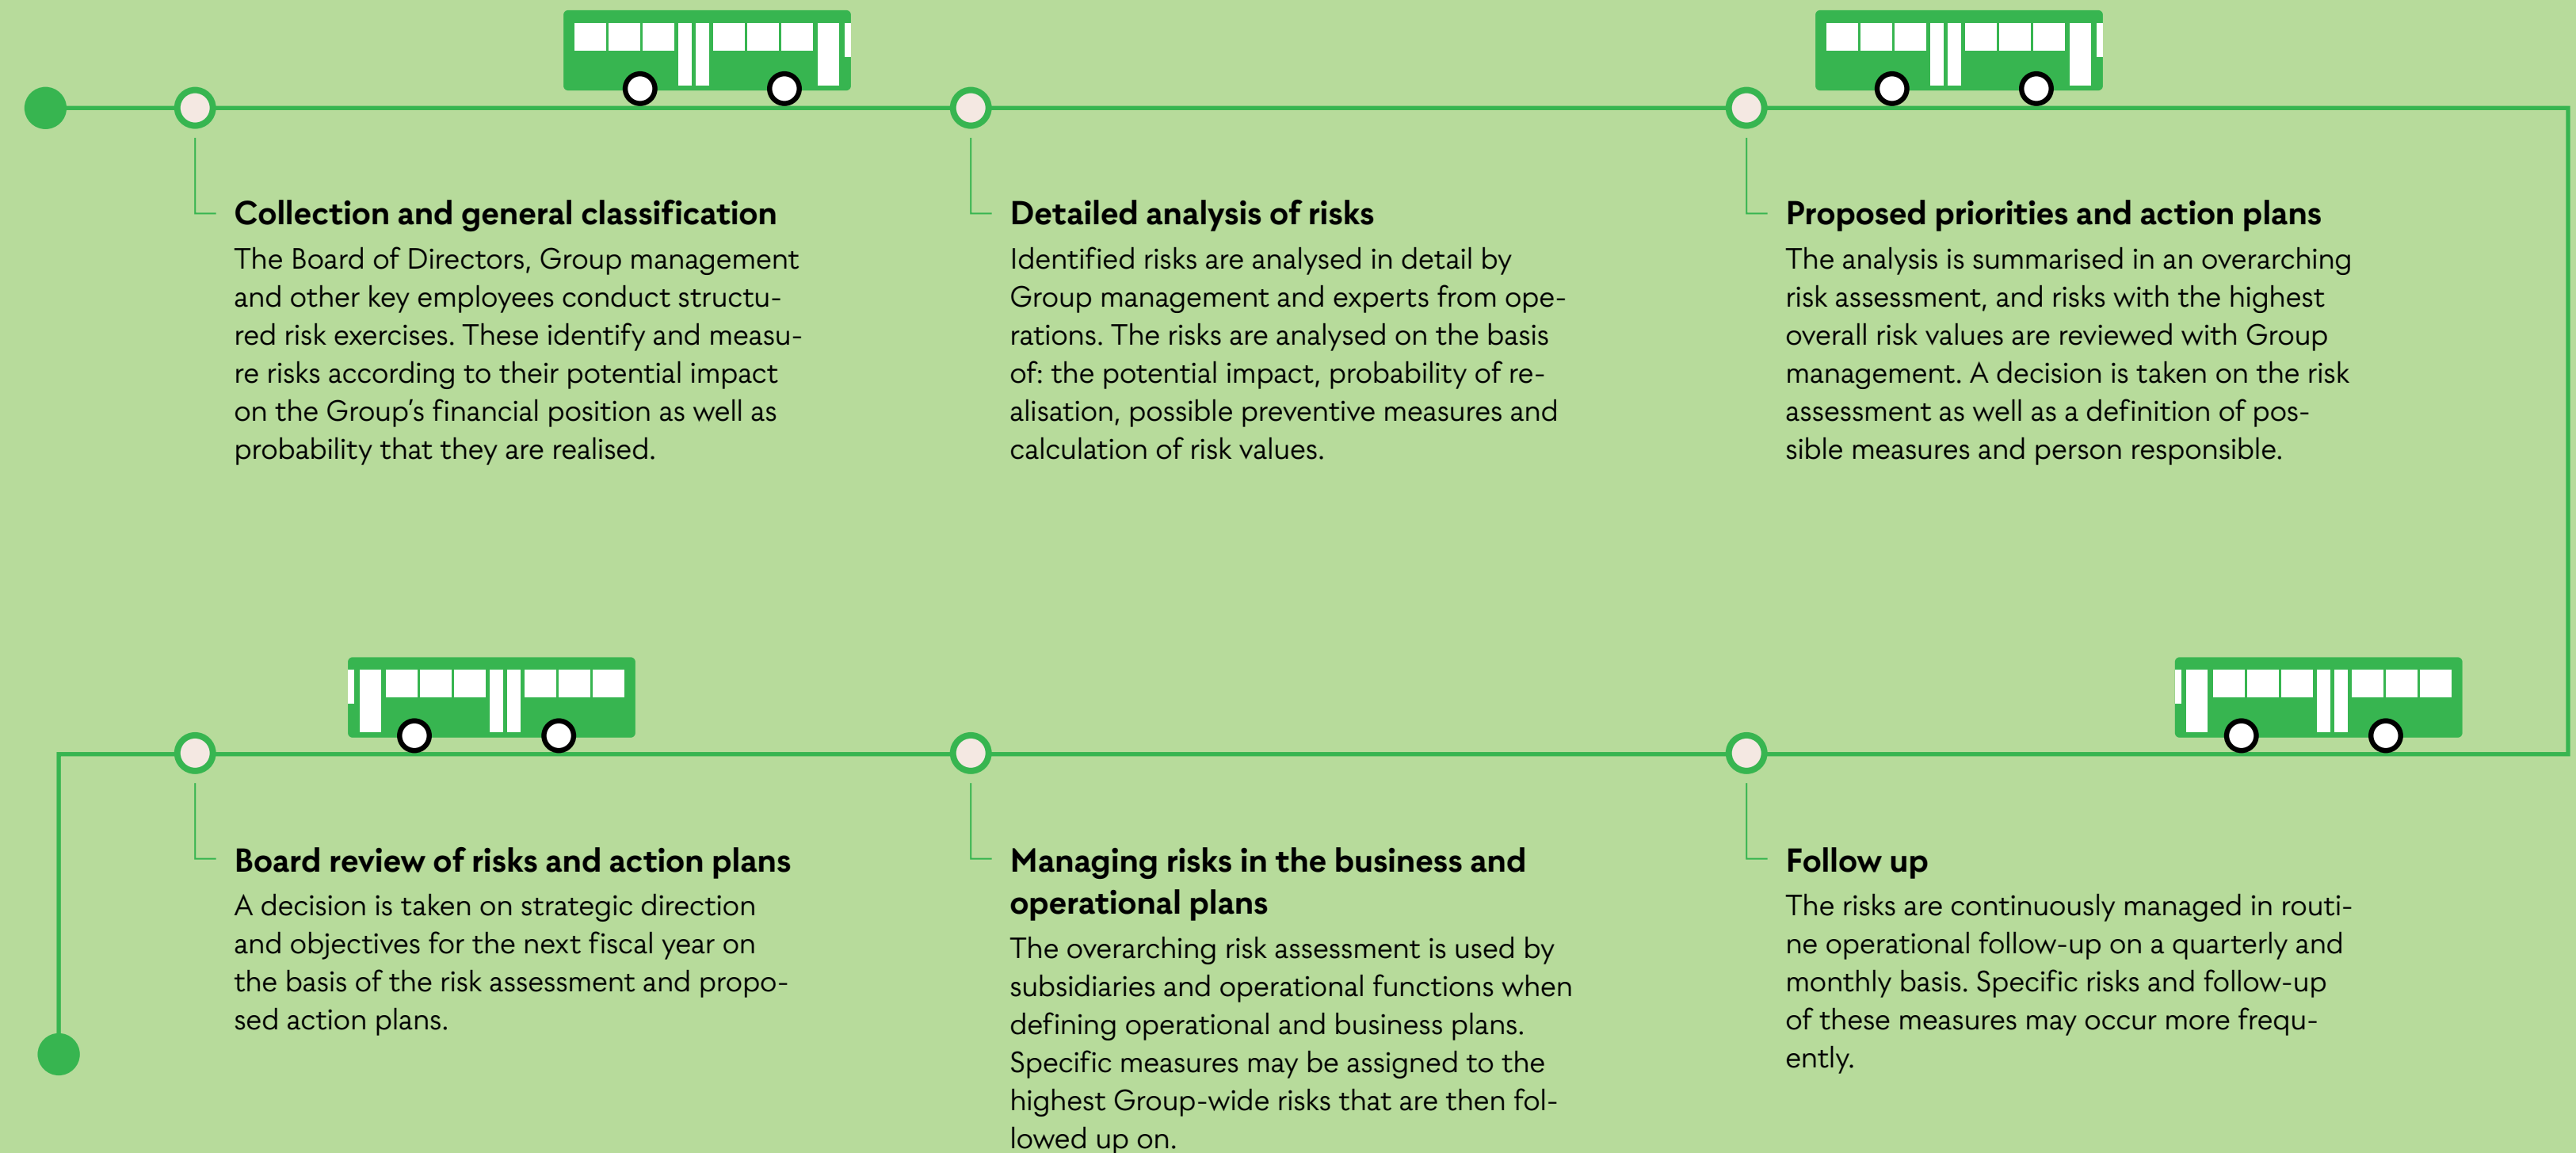 Collection and general classification
The Board of Directors, Group management
and other key employees conduct structu-
red risk exercises. These identify and measu-
re risks according to their potential impact
on the Group's financial position as well as
probability that they are realised.
Detailed analysis of risks
Identified risks are analysed in detail by
Group management and experts from ope-
rations. The risks are analysed on the basis
of: the potential impact, probability of re-
alisation, possible preventive measures and
calculation of risk values.
Proposed priorities and action plans
The analysis is summarised in an overarching
risk assessment, and risks with the highest
overall risk values are reviewed with Group
management. A decision is taken on the risk
assessment as well as a definition of pos-
sible measures and person responsible.
Board review of risks and action plans
A decision is taken on strategic direction
and objectives for the next fiscal year on
the basis of the risk assessment and propo-
sed action plans.
Managing risks in the business and
operational plans
The overarching risk assessment is used by
subsidiaries and operational functions when
defining operational and business plans.
Specific measures may be assigned to the
highest Group-wide risks that are then fol-
lowed up on.
Follow up
The risks are continuously managed in routi-
ne operational follow-up on a quarterly and
monthly basis. Specific risks and follow-up
of these measures may occur more frequ-
ently.